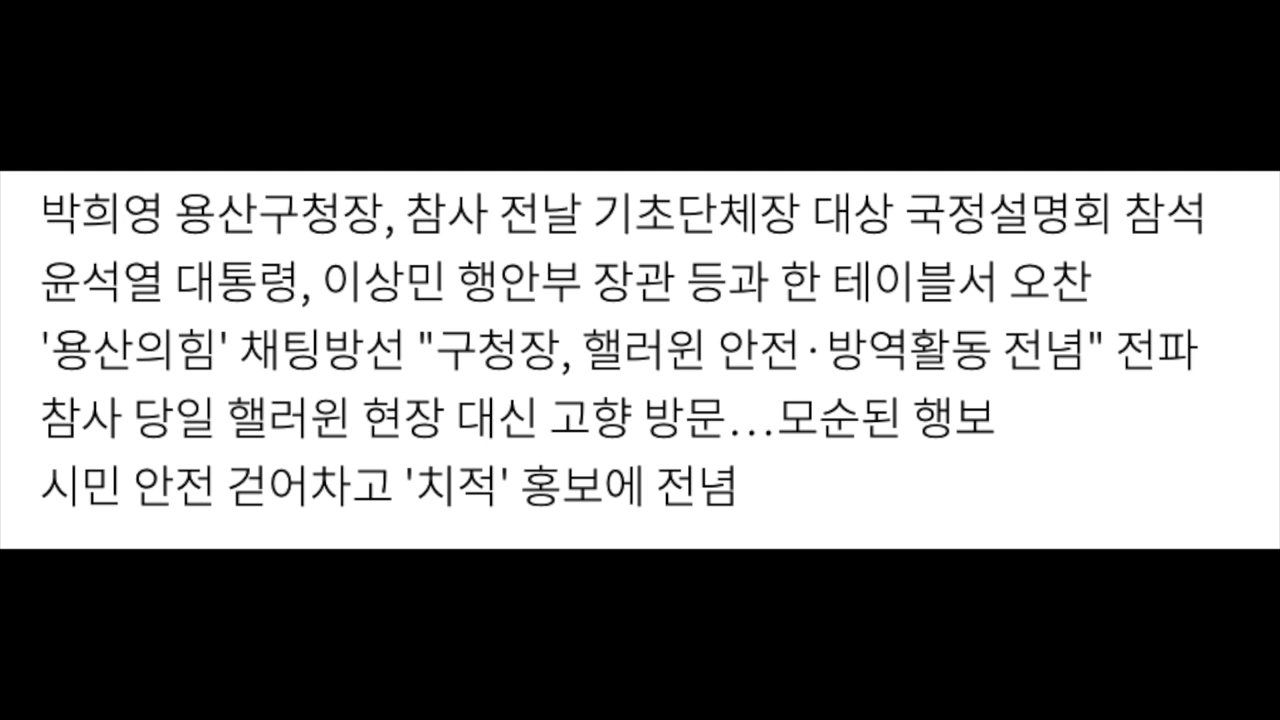 박희영 용산구청장, 참사 전날 기초단체장 대상 국정설명회 참석
윤석열 대통령, 이상민 행안부 장관 등과 한 테이블서 오찬
'용산의힘' 채팅방선 "구청장, 핼러윈 안전·방역활동 전념" 전파
참사 당일 핼러윈 현장 대신 고향 방문...모순된 행보
시민 안전 걷어차고 '치적' 홍보에 전념